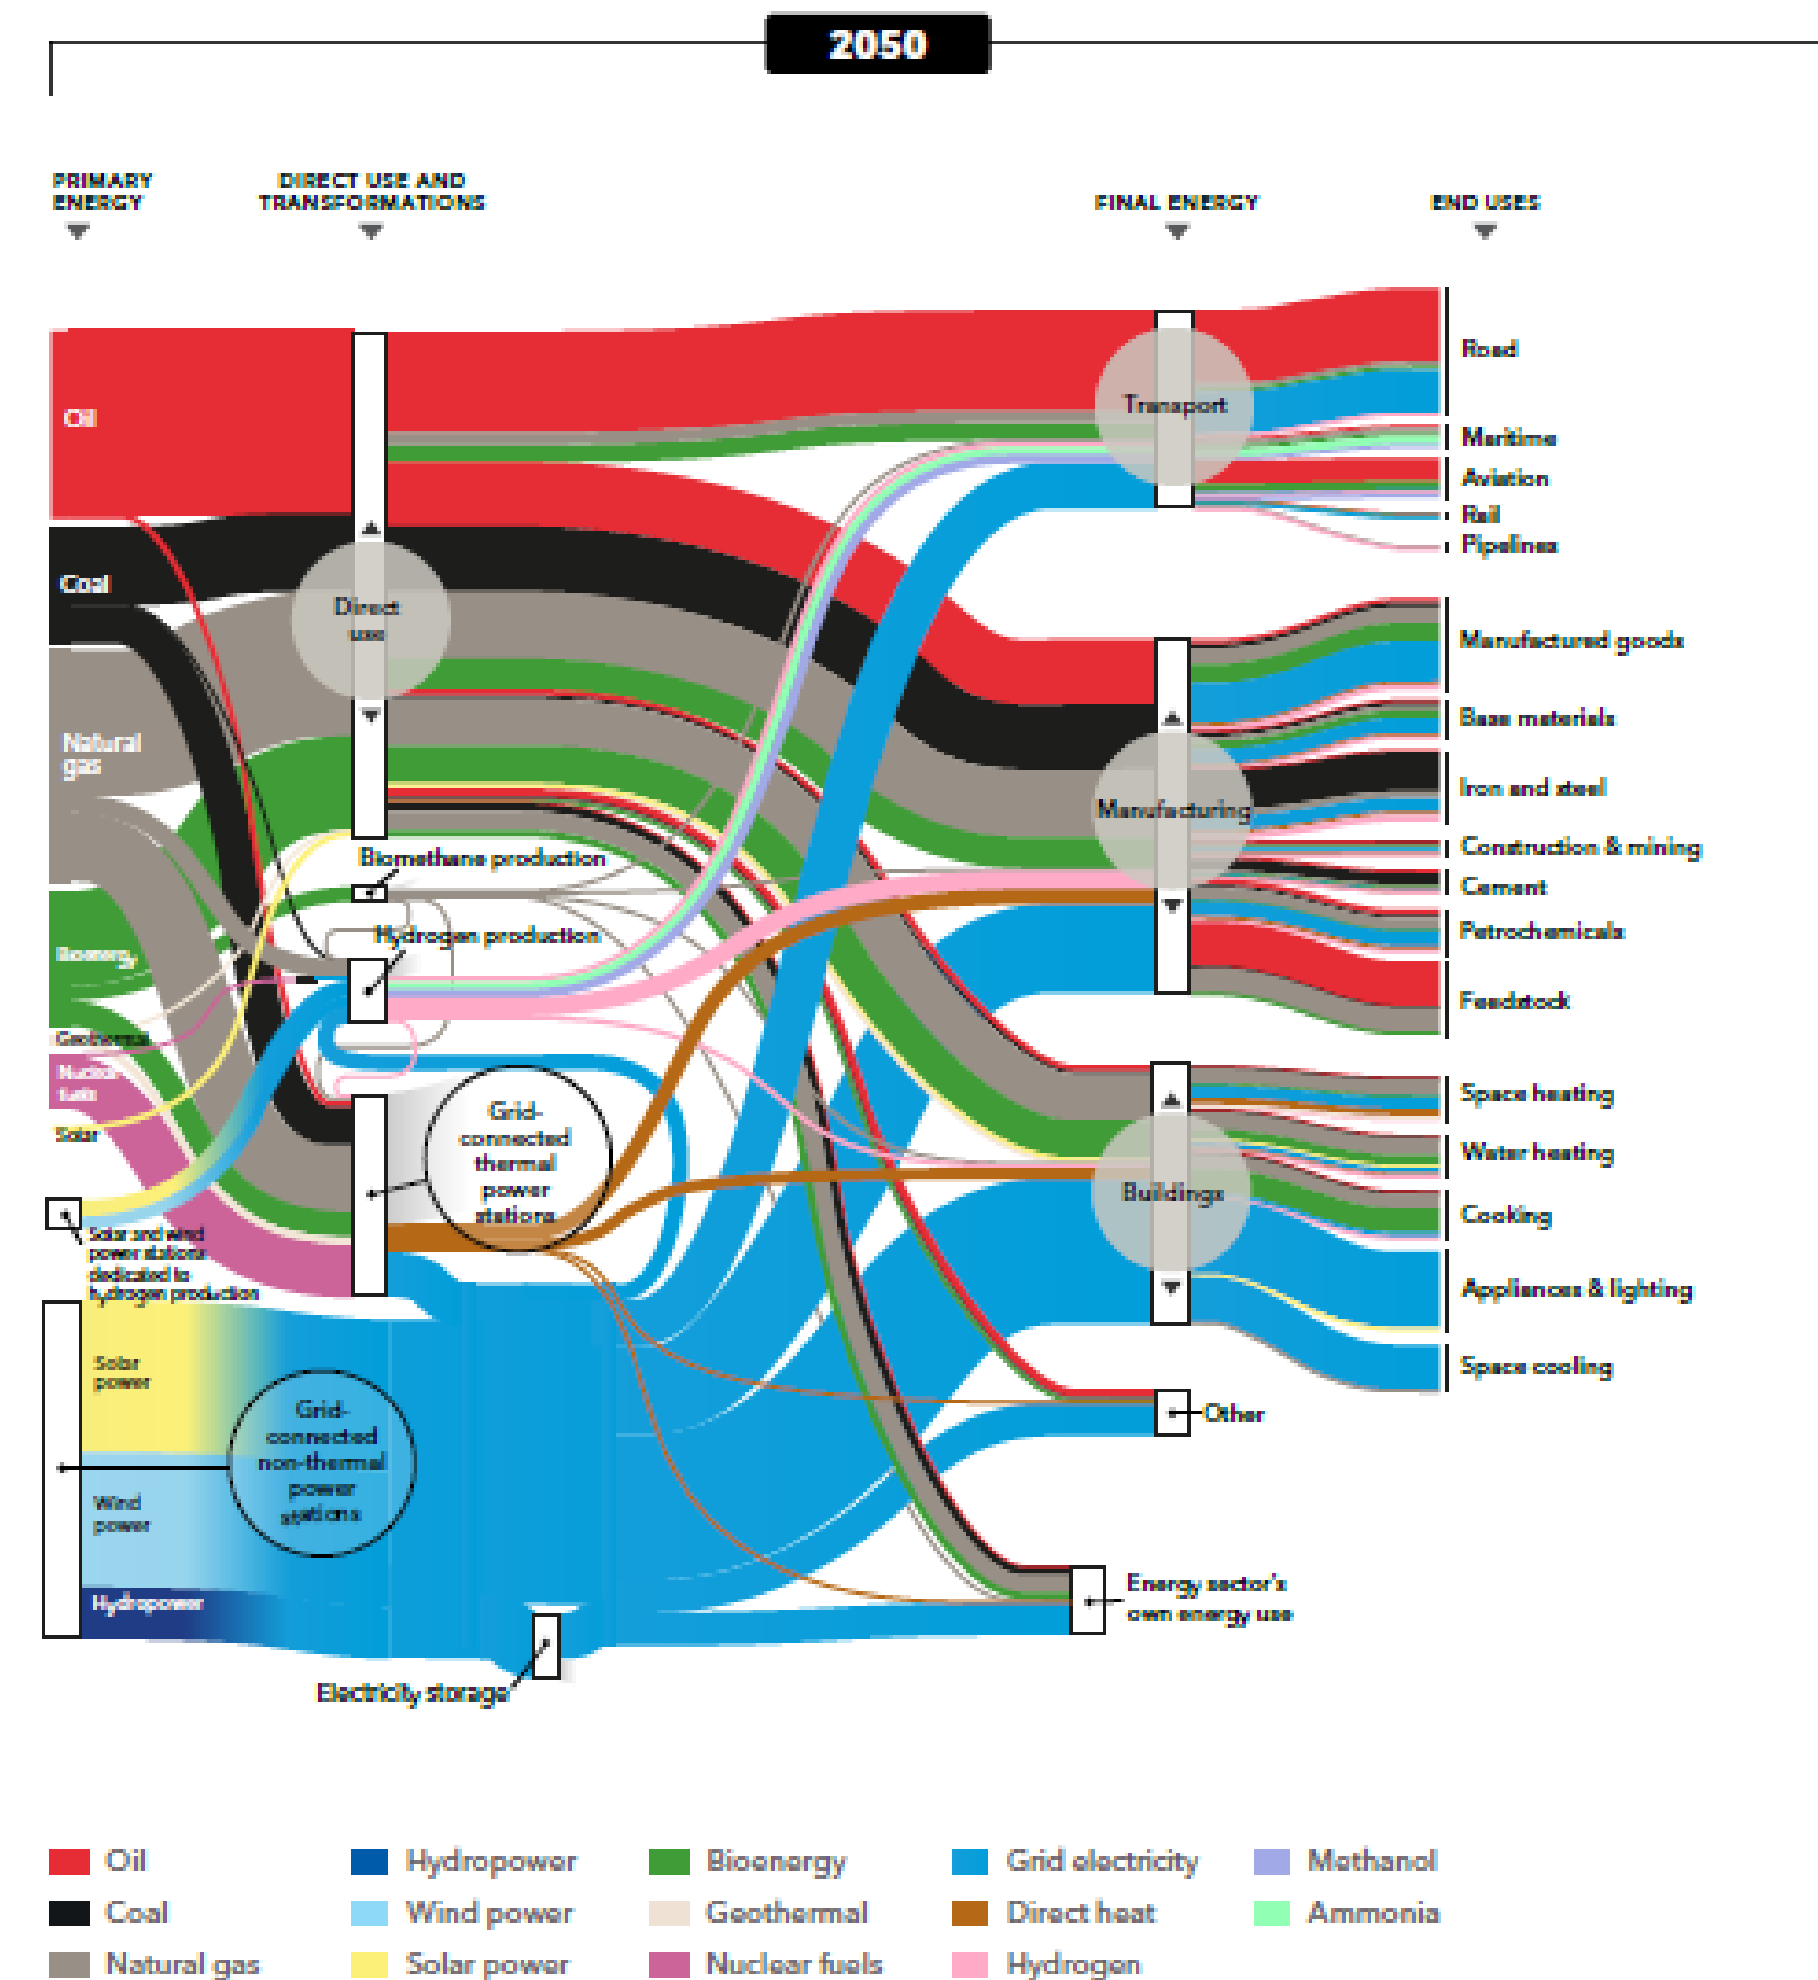 2050
PRIMARY
ENERGY
DIRECT USE AND
TRANSFORMATIONS
FINAL ENERGY
END USES
Oil
Coal
Natural
gas
Bioenergy
Geothermal
Nuclear
fuels
Solar
Solar and wind
power stations
dedicated to
hydrogen production
Solar
power
Wind
power
Hydropower
Direct
use
Biomethane production
Hydrogen production
Grid-
connected
thermal
power
stations
Grid-
connected
non-thermal
power
stations
Electricity storage
Transport
Manufacturing
Buildings
Other
Energy sector's
own energy use
Road
Maritime
Aviation
Rail
Pipelines
Manufactured goods
Base materials
Iron and steel
Construction & mining
Cement
Petrochemicals
Feedstock
Space heating
Water heating
Cooking
Appliances & lighting
Space cooling
Oil
Hydropower
Bioenergy
Grid electricity
Methanol
Coal
Wind power
Geothermal
Direct heat
Ammonia
Natural gas
Solar power
Nuclear fuels
Hydrogen